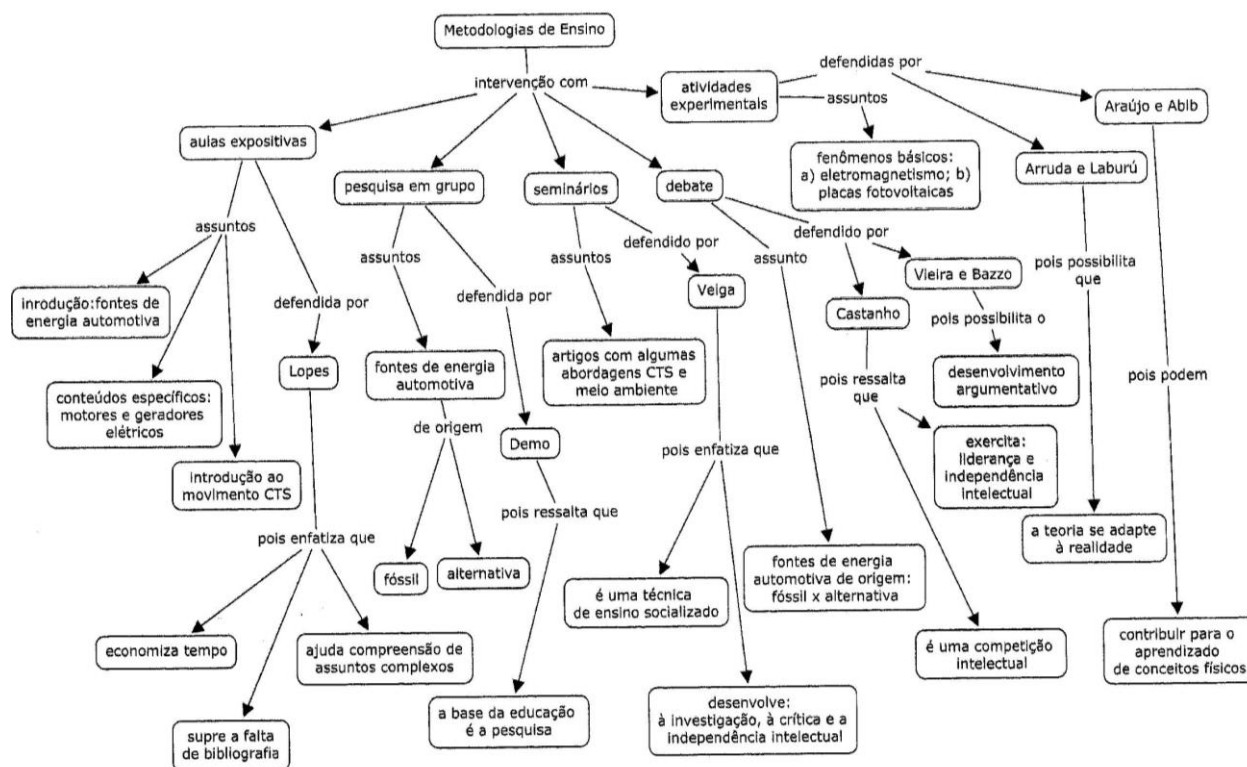 Metodologias de Ensino
intervenção com
defendidas por
atividades
experimentais
assuntos
Araújo e Abib
aulas expositivas
fenômenos básicos:
a) eletromagnetismo; b)
placas fotovoltaicas
Arruda e Laburú
pesquisa em grupo
seminários
debate
assuntos
assuntos
assuntos
defendido por
assunto
defendido por
Vieira e Bazzo
pois possibilita
que
inrodução:fontes de
energia automotiva
defendida por
defendida por
Veiga
Castanho
pois possibilita o
Lopes
fontes de energia
automotiva
artigos com algumas
abordagens CTS e
meio ambiente
desenvolvimento
argumentativo
pois ressalta
que
pois podem
conteúdos específicos:
motores e geradores
elétricos
de origem
Demo
exercita:
liderança e
independência
intelectual
pois enfatiza que
introdução ao
movimento CTS
pois ressalta que
a teoria se adapte
à realidade
pois enfatiza que
fóssil
alternativa
é uma técnica
de ensino socializado
fontes de energia
automotiva de origem:
fóssil x alternativa
economiza tempo
ajuda compreensão de
assuntos complexos
é uma competição
intelectual
contribuir para o
aprendizado
de conceitos físicos
a base da educação
é a pesquisa
desenvolve:
à investigação, à crítica e a
independência intelectual
supre a falta
de bibliografia